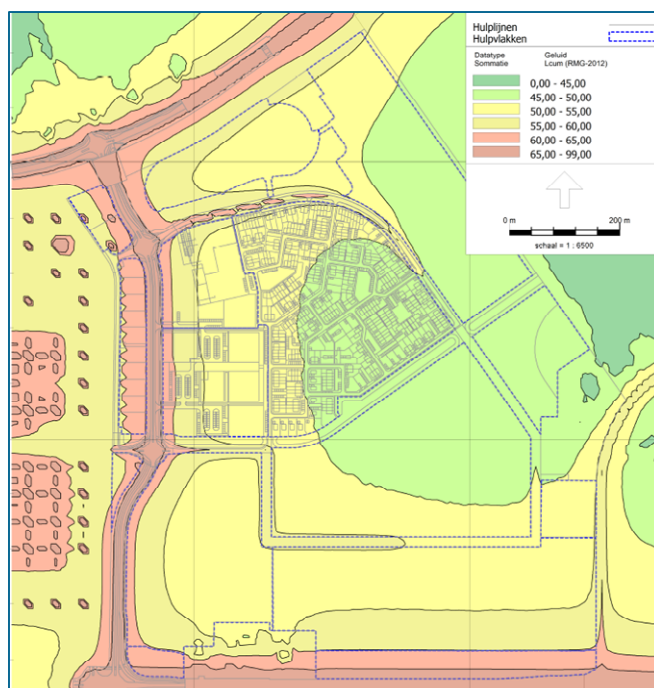 Hulplijnen
Hulpvlakken
Datatype Geluid
Sommatie Lcum (RMG-2012)
0,00 - 45,00
45,00 - 50,00
50,00 - 55,00
55,00 - 60,00
60,00 - 65,00
65,00 - 99,00
0 m 200 m
schaal = 1 : 6500